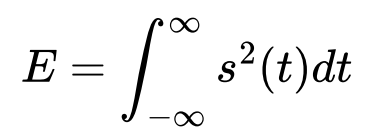 E = ∫_{-∞}^{∞} s²(t)dt